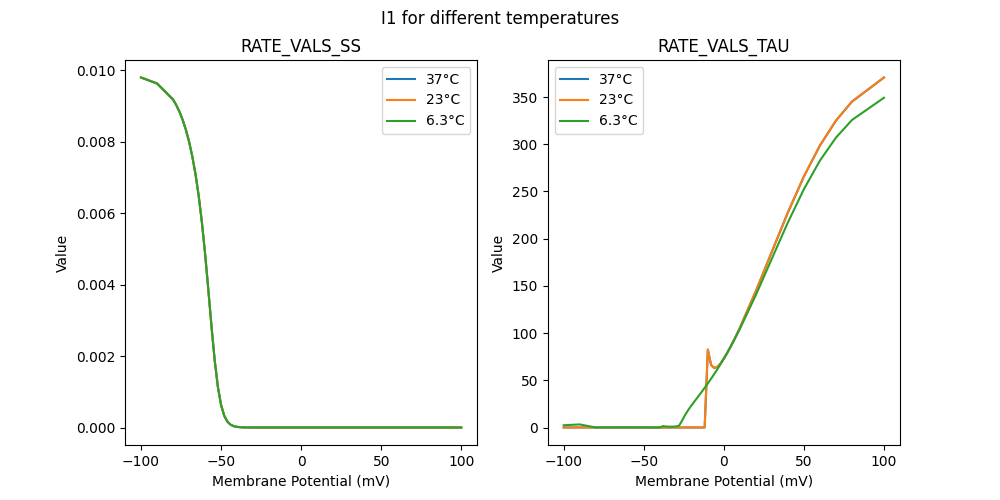 I1 for different temperatures
RATE_VALS_SS
0.010
0.008
0.006
0.004
0.002
0.000
Value
37°C
23°C
6.3°C
−100
−50
0
50
100
Membrane Potential (mV)
RATE_VALS_TAU
350
300
250
200
150
100
50
0
Value
37°C
23°C
6.3°C
−100
−50
0
50
100
Membrane Potential (mV)